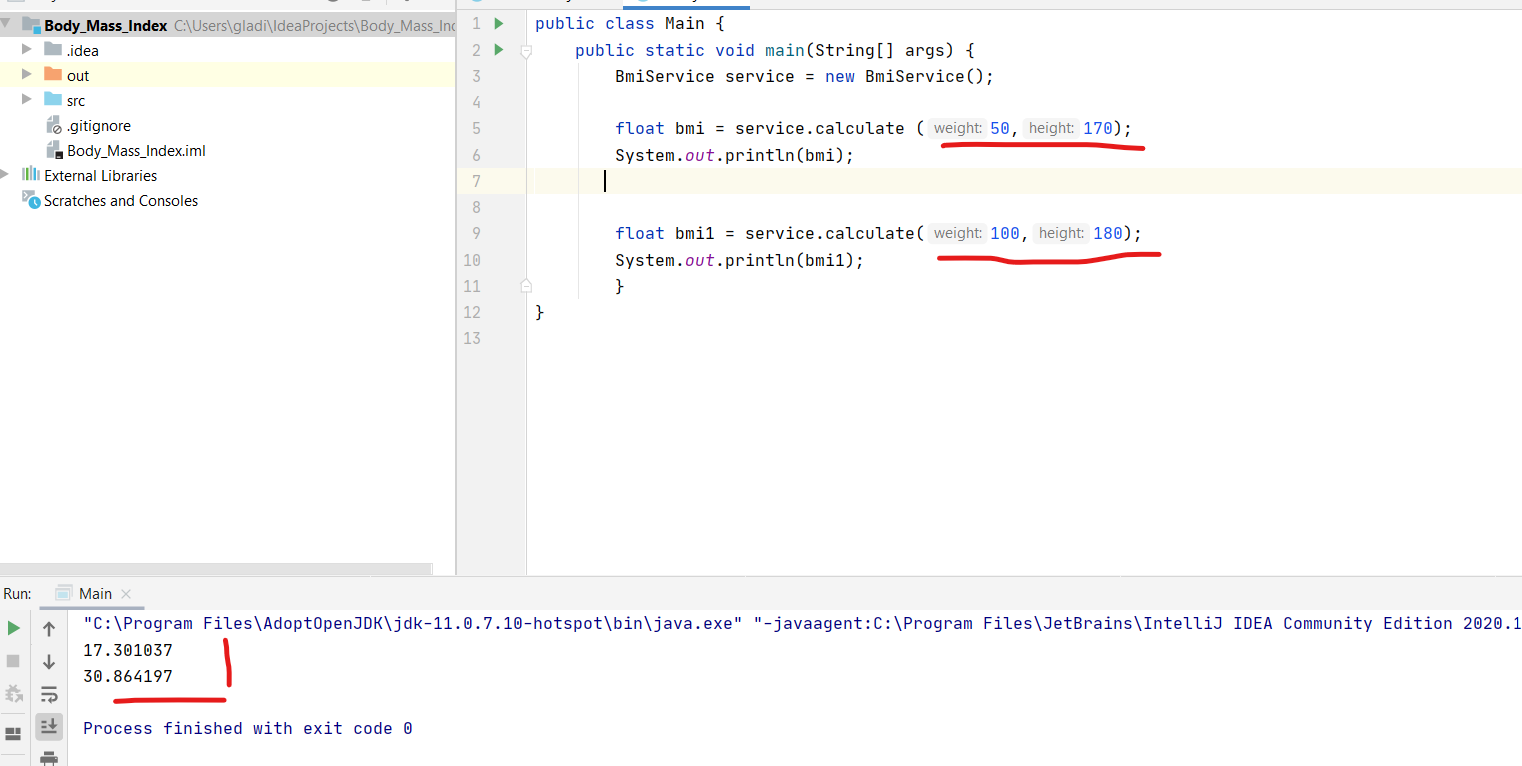 Body_Mass_Index C:\Users\gladi\IdeaProjects\Body_Mass_In
.idea
out
src
.gitignore
Body_Mass_Index.iml
External Libraries
Scratches and Consoles
1 public class Main {
2 public static void main(String[] args) {
3 BmiService service = new BmiService();
4
5 float bmi = service.calculate ( weight: 50, height: 170);
6 System.out.println(bmi);
7
8
9 float bmi1 = service.calculate( weight: 100, height: 180);
10 System.out.println(bmi1);
11 }
12 }
13
Run: Main
"C:\Program Files\AdoptOpenJDK\jdk-11.0.7.10-hotspot\bin\java.exe" "-javaagent:C:\Program Files\JetBrains\IntelliJ IDEA Community Edition 2020.1
17.301037
30.864197
Process finished with exit code 0